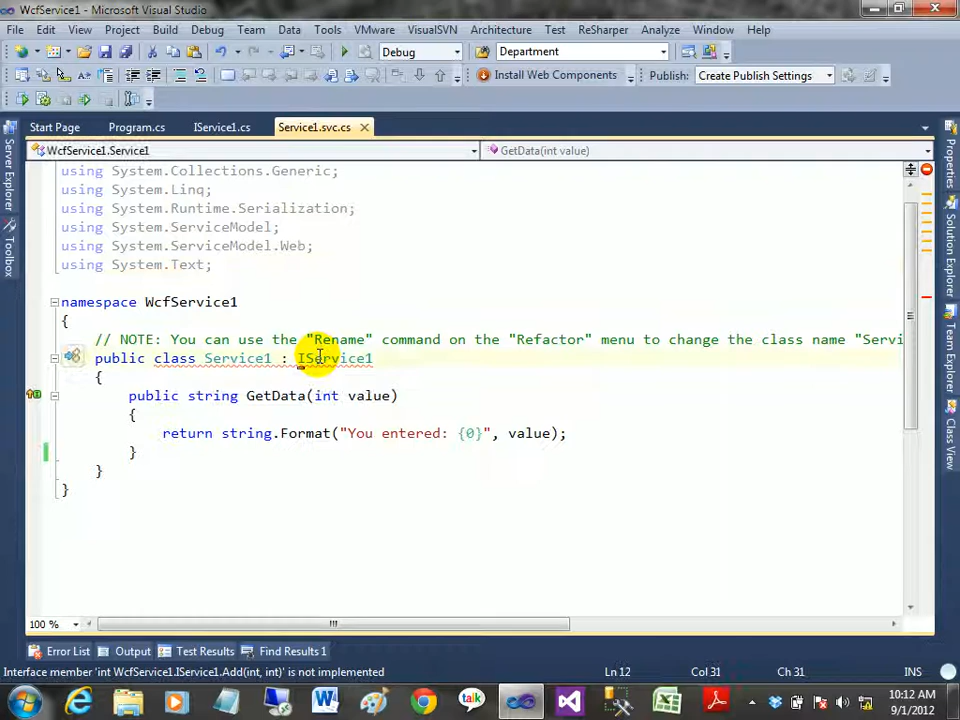 WcfService1 - Microsoft Visual Studio
File Edit View Project Build Debug Team Data Tools VMware VisualSVN Architecture Test ReSharper Analyze Window Help
Debug Department
Install Web Components Publish: Create Publish Settings
Start Page Program.cs IService1.cs Service1.svc.cs
WcfService1.Service1 GetData(int value)
Server Explorer
Toolbox
Properties
Solution Explorer
Class View
using System.Collections.Generic;
using System.Linq;
using System.Runtime.Serialization;
using System.ServiceModel;
using System.ServiceModel.Web;
using System.Text;
namespace WcfService1
{
// NOTE: You can use the "Rename" command on the "Refactor" menu to change the class name "Servi
public class Service1 : IService1
{
public string GetData(int value)
{
return string.Format("You entered: {0}", value);
}
}
}
100 %
Error List Output Test Results Find Results 1
Interface member 'int WcfService1.IService1.Add(int, int)' is not implemented Ln 12 Col 31 Ch 31 INS
talk
10:12 AM
9/1/2012